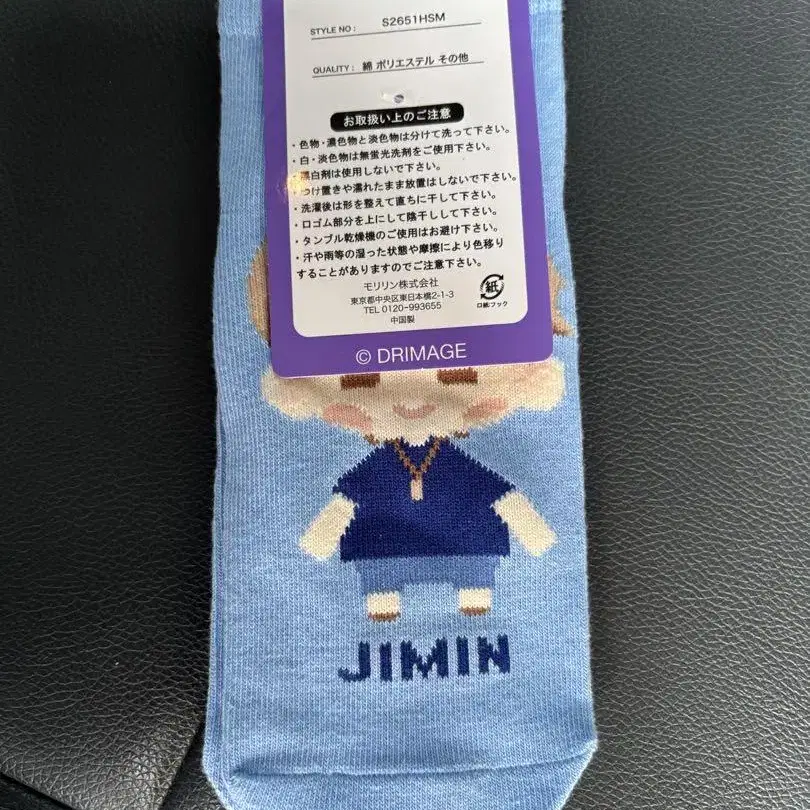 STYLE NO : S2651HSM
QUALITY : 綿 ポリエステル その他
お取扱い上のご注意
・色物・濃色物と淡色物は分けて洗って下さい。
・白・淡色物は無蛍光洗剤をご使用下さい。
白剤は使用しないで下さい。
け置きや濡れたまま放置はしないで下さい。
・洗濯後は形を整えて直ちに干して下さい。
・口ゴム部分を上にして陰干しして下さい。
・タンブル乾燥機のご使用はお避け下さい。
・汗や雨等の湿った状態や摩擦により色移り
することがありますのでご注意下さい。
モリリン株式会社
東京都中央区東日本橋2-1-3
TEL 0120-993655
中国製
紙
口紙:フック
© DRIMAGE
JIMIN